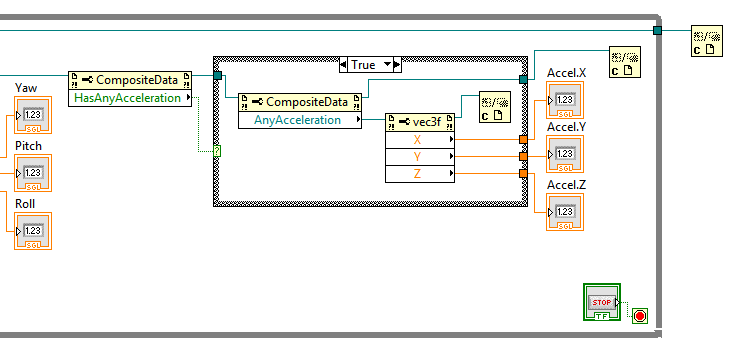 True
C
C
CompositeData
HasAnyAcceleration
Accel.X
1.23
SGL
Yaw
1.23
SGL
CompositeData
AnyAcceleration
vec3f
C
X
Y
Z
?
Accel.Y
1.23
SGL
Pitch
1.23
SGL
Accel.Z
1.23
SGL
Roll
1.23
SGL
STOP
TF